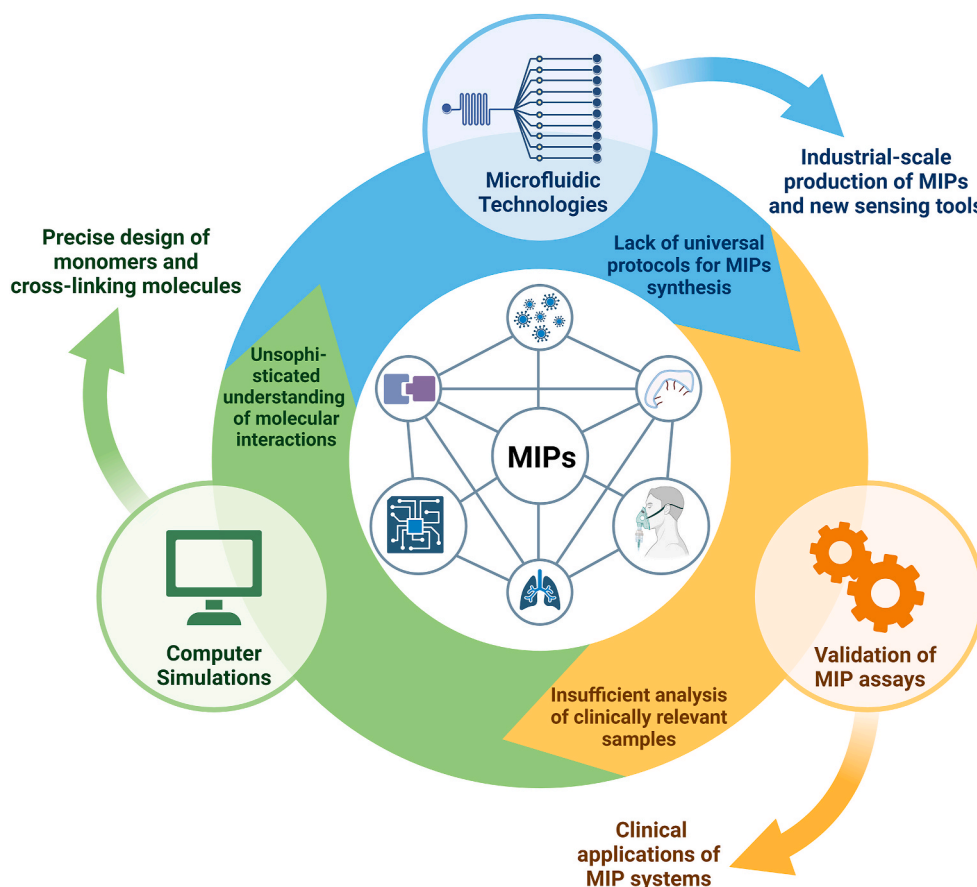 Microfluidic
Technologies
Industrial-scale
production of MIPs
and new sensing tools
Precise design of
monomers and
cross-linking molecules
Lack of universal
protocols for MIPs
synthesis
Unsophi-
sticated
understanding
of molecular
interactions
MIPs
Computer
Simulations
Validation of
MIP assays
Insufficient analysis
of clinically relevant
samples
Clinical
applications of
MIP systems